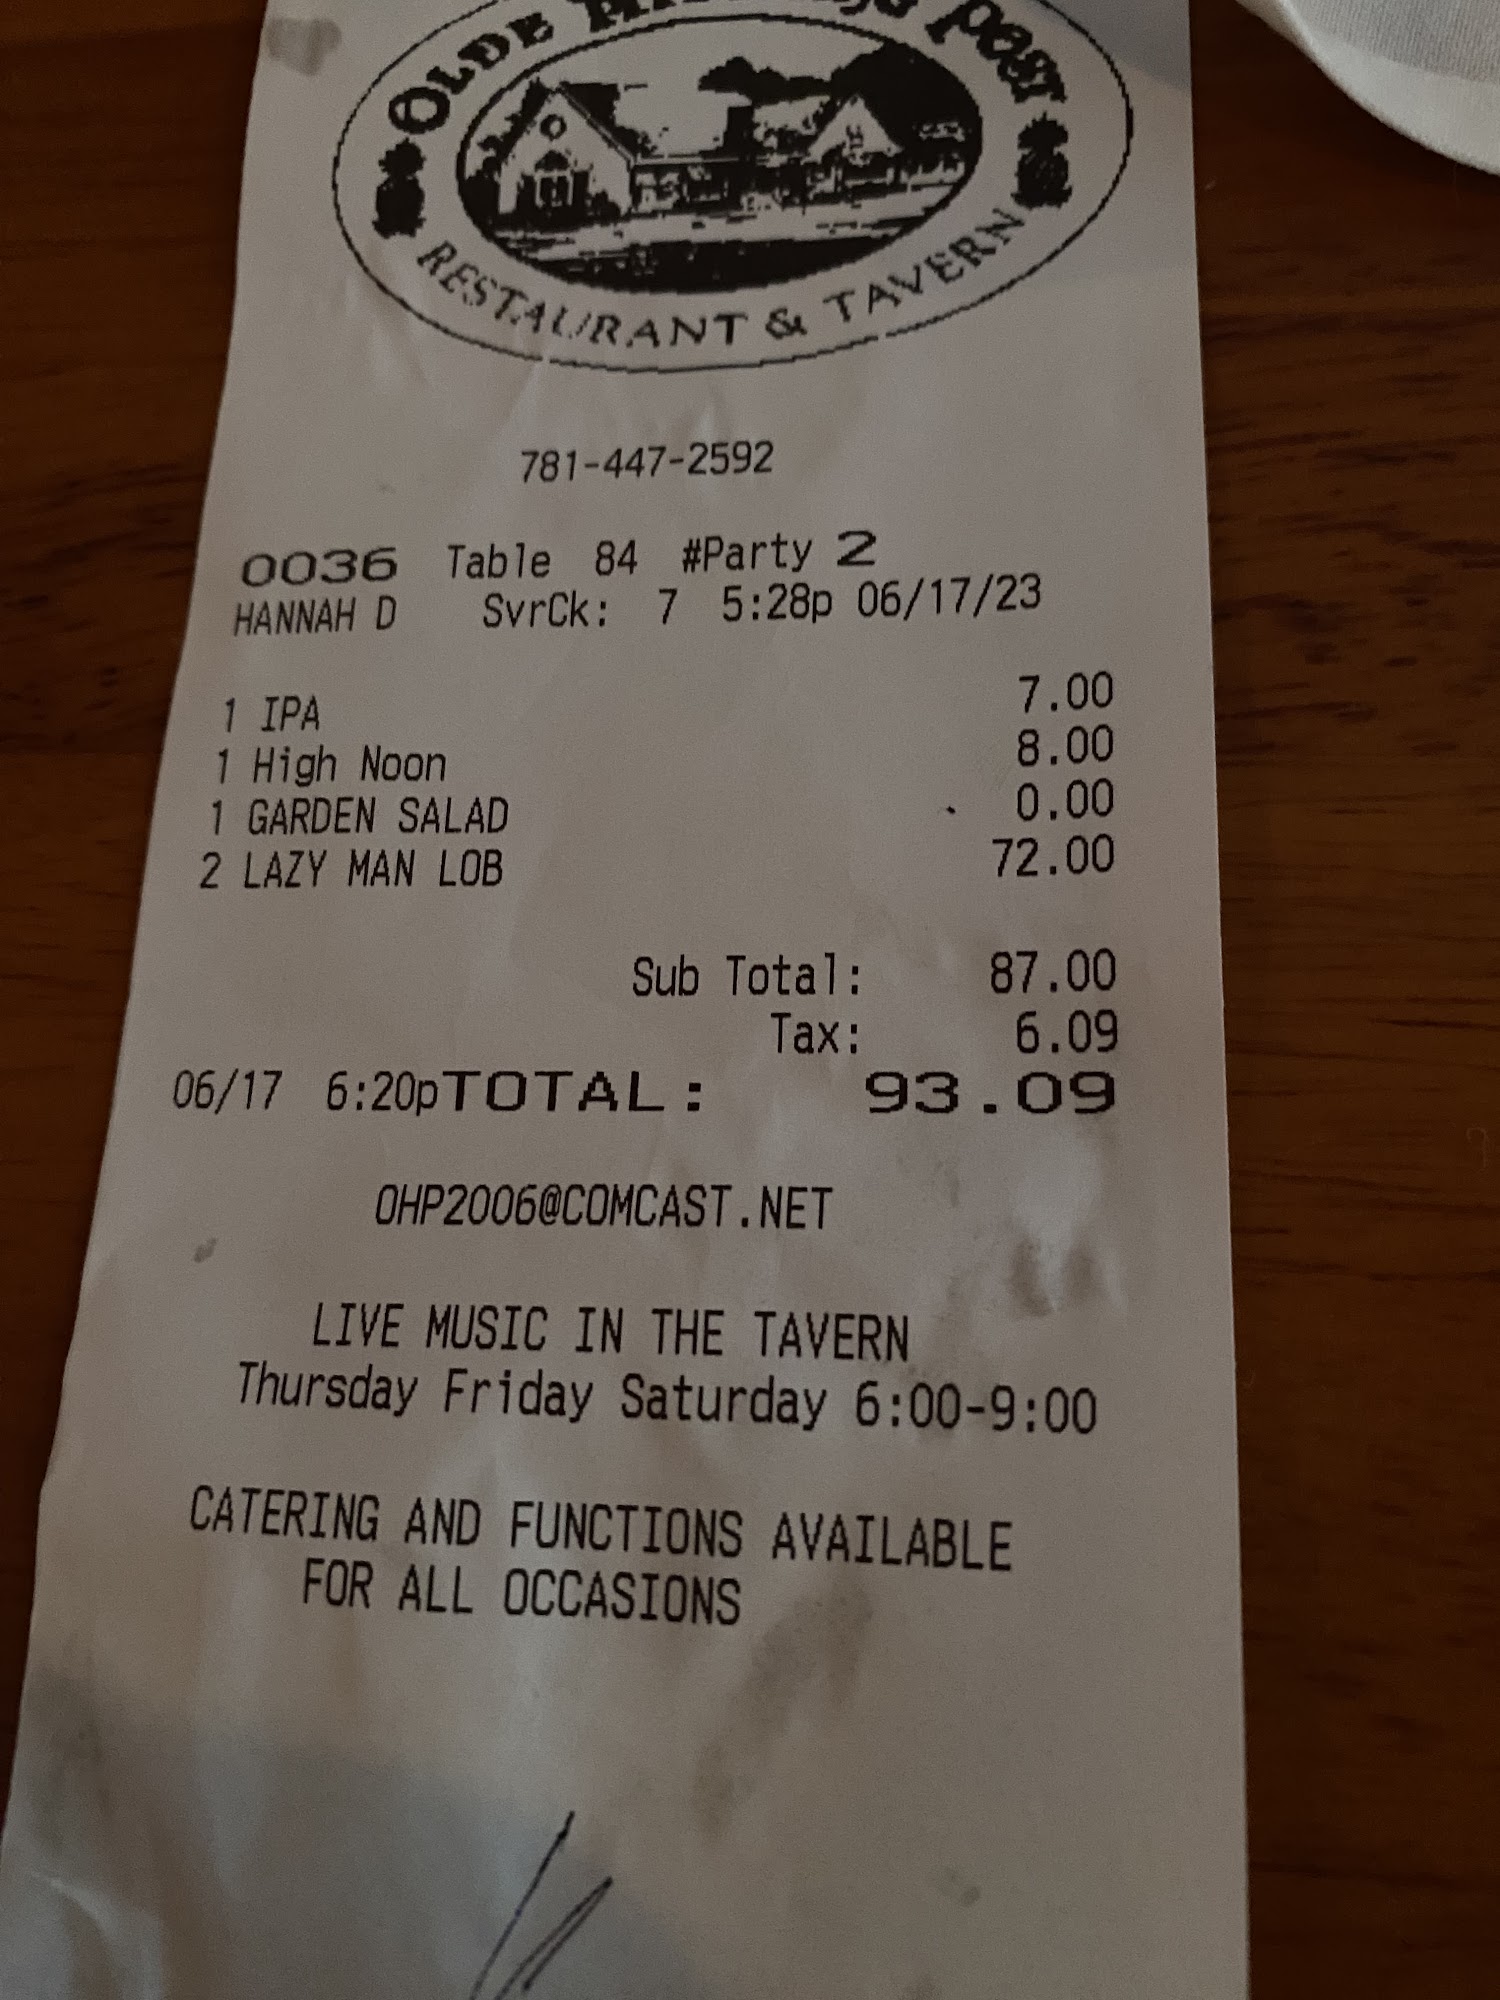 OLDE POST
RESTAURANT & TAVERN
781-447-2592
0036 Table 84 #Party 2
HANNAH D SvrCk: 7 5:28p 06/17/23
1 IPA 7.00
1 High Noon 8.00
1 GARDEN SALAD 0.00
2 LAZY MAN LOB 72.00
Sub Total: 87.00
Tax: 6.09
06/17 6:20pTOTAL: 93.09
OHP2006@COMCAST.NET
LIVE MUSIC IN THE TAVERN
Thursday Friday Saturday 6:00-9:00
CATERING AND FUNCTIONS AVAILABLE
FOR ALL OCCASIONS